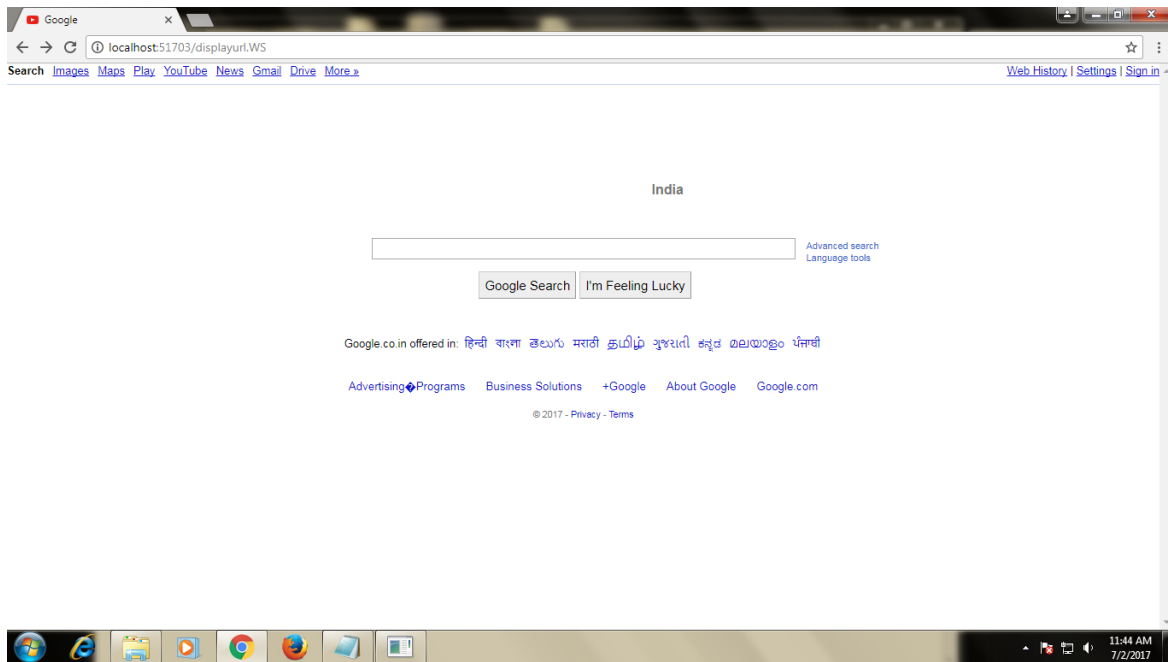 Google
localhost:51703/displayurl.WS
Search Images Maps Play YouTube News Gmail Drive More » Web History | Settings | Sign in
India
Advanced search
Language tools
Google Search I'm Feeling Lucky
Google.co.in offered in: हिन्दी বাংলা తెలుగు मराठी தமிழ் ગુજરાતી ಕನ್ನಡ മലയാളം ਪੰਜਾਬੀ
Advertising�Programs Business Solutions +Google About Google Google.com
© 2017 - Privacy - Terms
11:44 AM
7/2/2017